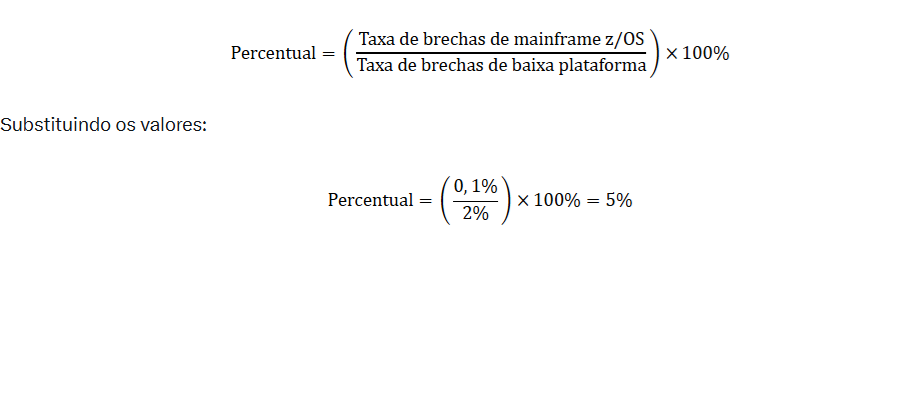 Percentual = (Taxa de brechas de mainframe z/OS / Taxa de brechas de baixa plataforma) × 100%
Substituindo os valores:
Percentual = (0, 1% / 2%) × 100% = 5%